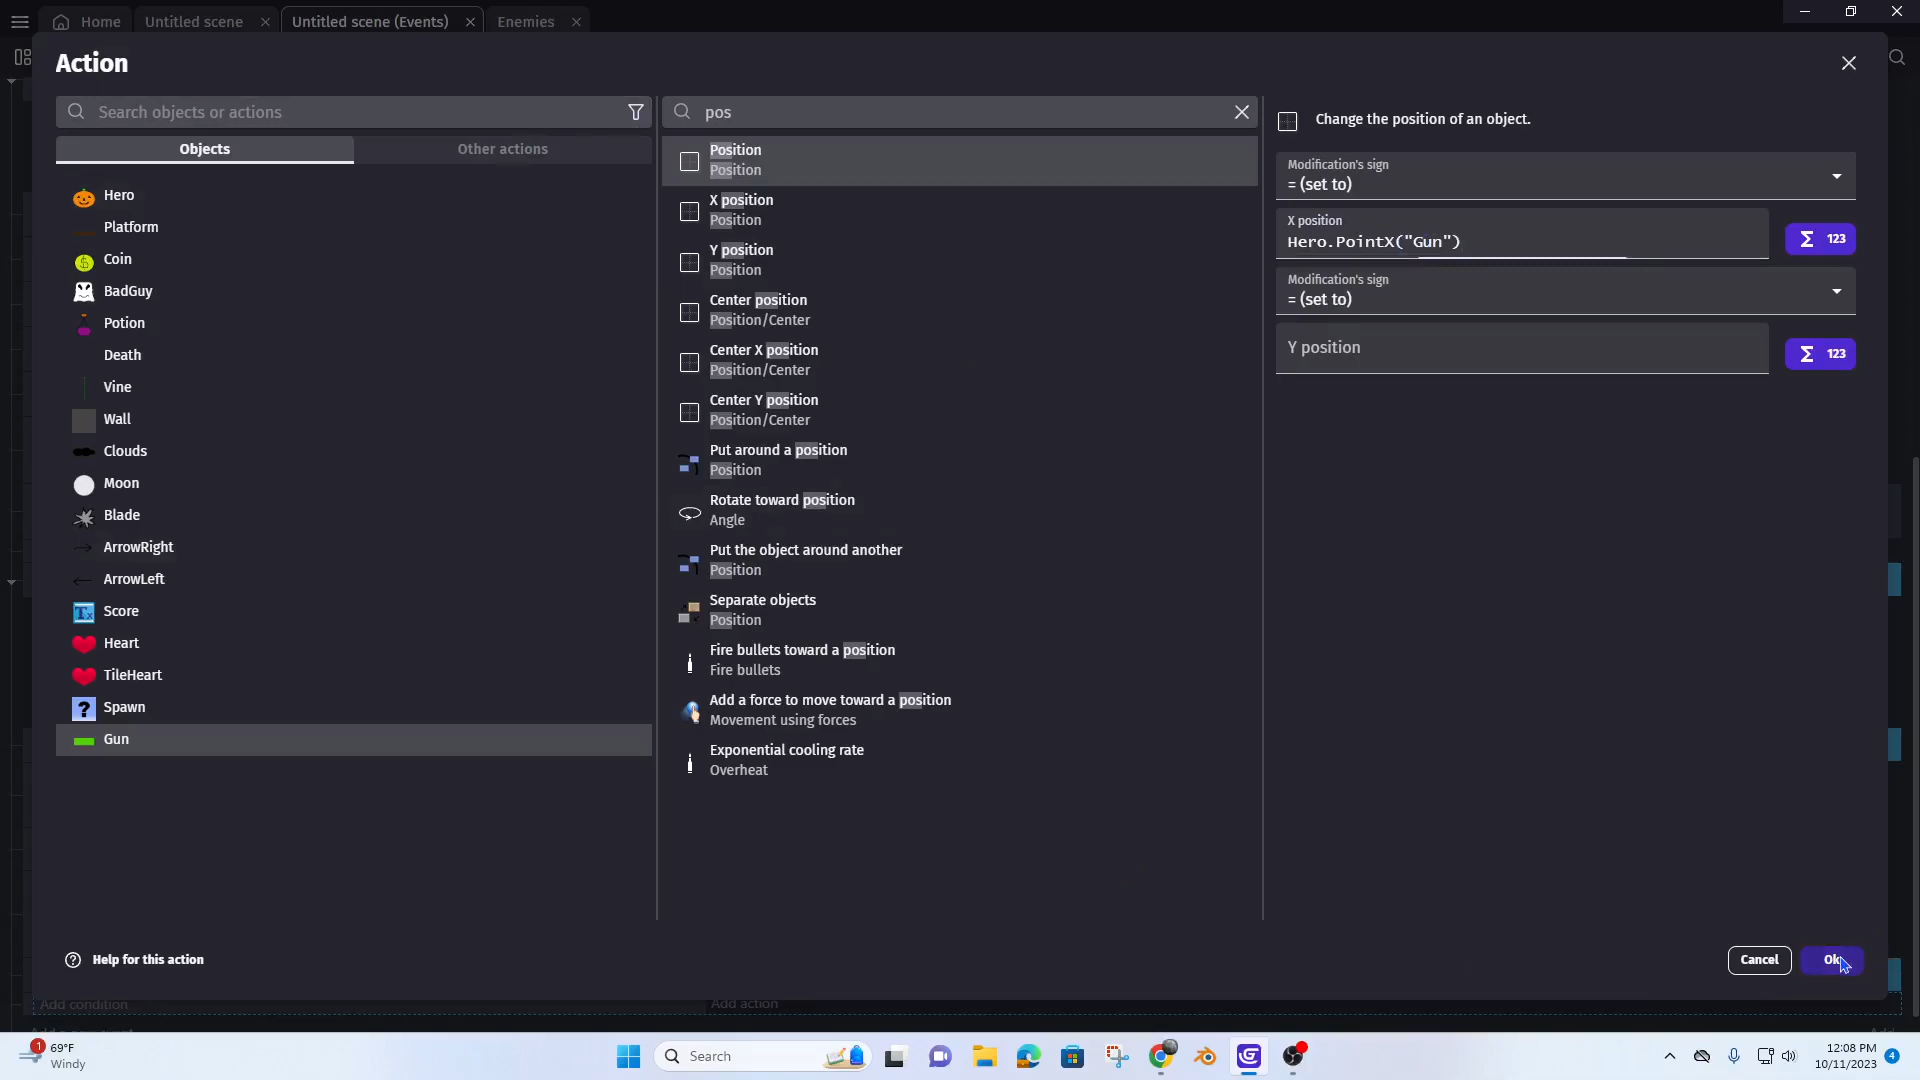 Home
Untitled scene
Untitled scene (Events)
Enemies
Action
Search objects or actions
Objects
Other actions
Hero
Platform
Coin
BadGuy
Potion
Death
Vine
Wall
Clouds
Moon
Blade
ArrowRight
ArrowLeft
Score
Heart
TileHeart
Spawn
Gun
pos
Position
Position
X position
Position
Y position
Position
Center position
Position/Center
Center X position
Position/Center
Center Y position
Position/Center
Put around a position
Position
Rotate toward position
Angle
Put the object around another
Position
Separate objects
Position
Fire bullets toward a position
Fire bullets
Add a force to move toward a position
Movement using forces
Exponential cooling rate
Overheat
Change the position of an object.
Modification's sign
= (set to)
X position
Hero.PointX("Gun")
Σ 123
Modification's sign
= (set to)
Y position
Σ 123
Help for this action
Cancel
Ok
Add condition
Add action
1
69°F
Windy
Search
12:08 PM
10/11/2023
4